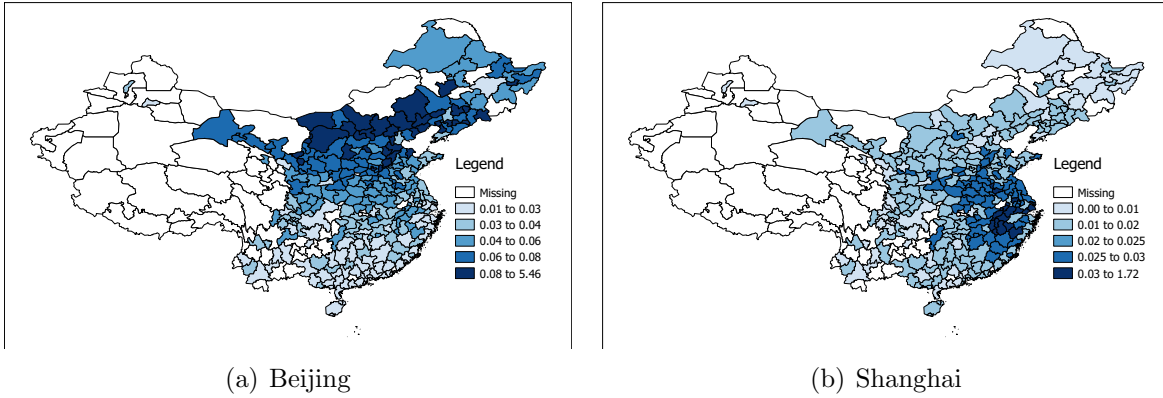 Legend
Missing
0.01 to 0.03
0.03 to 0.04
0.04 to 0.06
0.06 to 0.08
0.08 to 5.46
(a) Beijing
Legend
Missing
0.00 to 0.01
0.01 to 0.02
0.02 to 0.025
0.025 to 0.03
0.03 to 1.72
(b) Shanghai